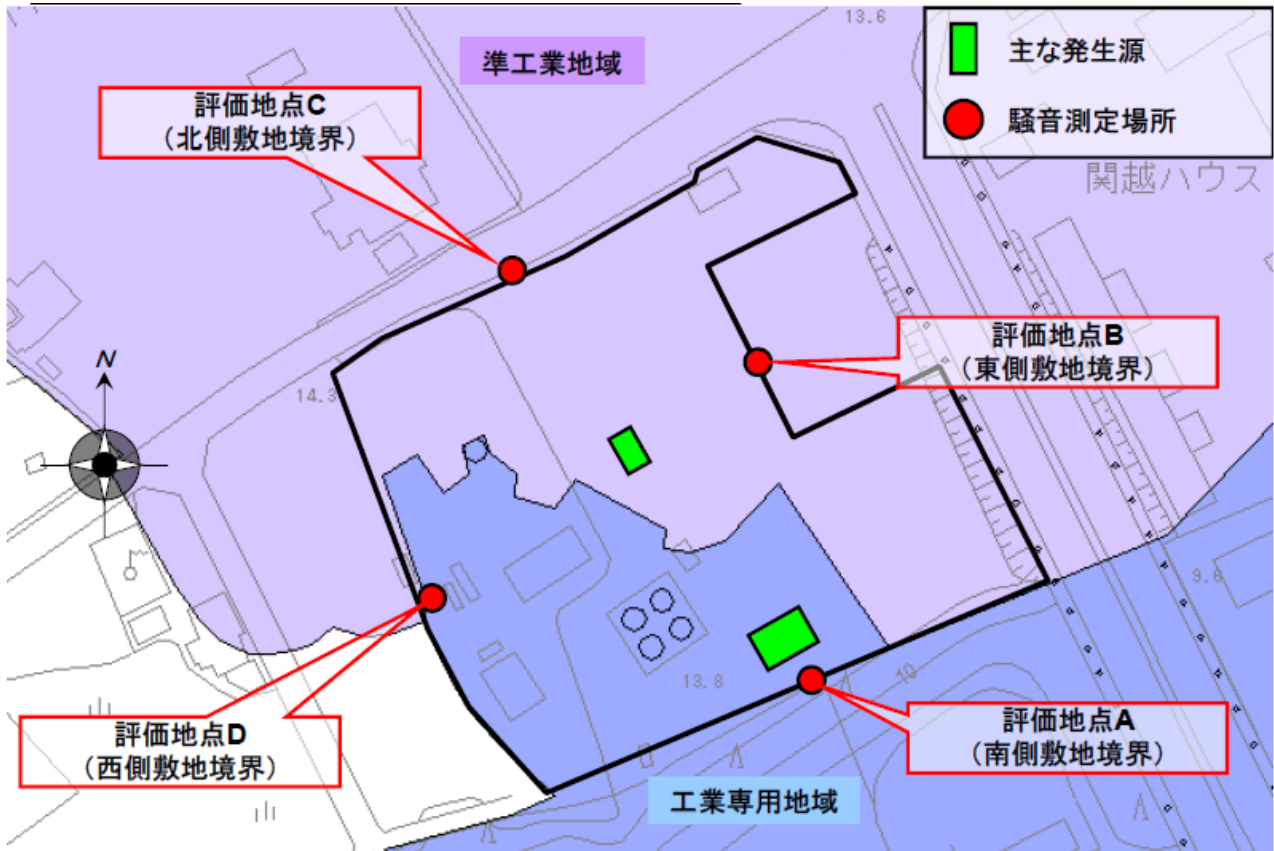 13.6
準工業地域
主な発生源
騒音測定場所
評価地点C
（北側敷地境界）
関越ハウス
評価地点B
（東側敷地境界）
N
14.3
9.6
13.8
10
評価地点D
（西側敷地境界）
評価地点A
（南側敷地境界）
工業専用地域